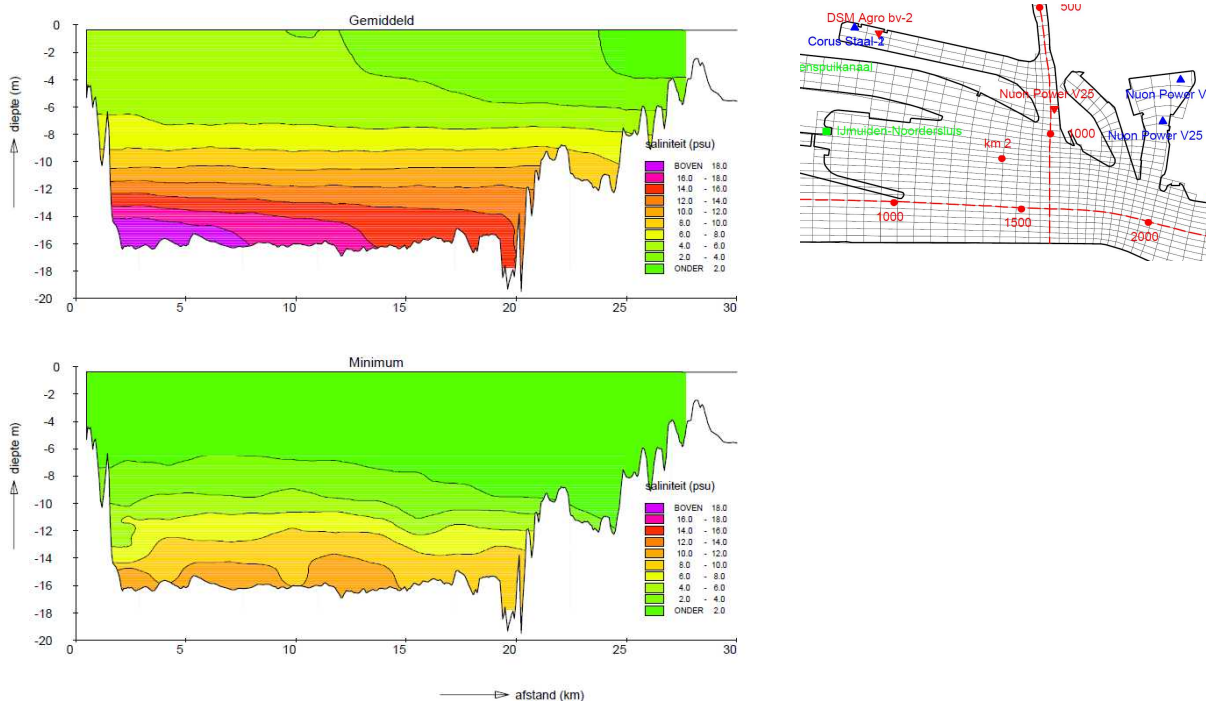 Gemiddeld
0
-2
-4
-6
-8
-10
-12
-14
-16
-18
-20
diepte (m)
saliniteit (psu)
BOVEN 18.0
16.0 - 18.0
14.0 - 16.0
12.0 - 14.0
10.0 - 12.0
8.0 - 10.0
6.0 - 8.0
4.0 - 6.0
2.0 - 4.0
ONDER 2.0
0 5 10 15 20 25 30
Minimum
0
-2
-4
-6
-8
-10
-12
-14
-16
-18
-20
diepte m)
saliniteit (psu)
BOVEN 18.0
16.0 - 18.0
14.0 - 16.0
12.0 - 14.0
10.0 - 12.0
8.0 - 10.0
6.0 - 8.0
4.0 - 6.0
2.0 - 4.0
ONDER 2.0
0 5 10 15 20 25 30
afstand (km)
500
DSM Agro bv-2
Corus Staal-2
enspuikanaal
Nuon Power V25
Nuon Power V
IJmuiden-Noordersluis
1000
Nuon Power V25
km 2
1000
1500
2000